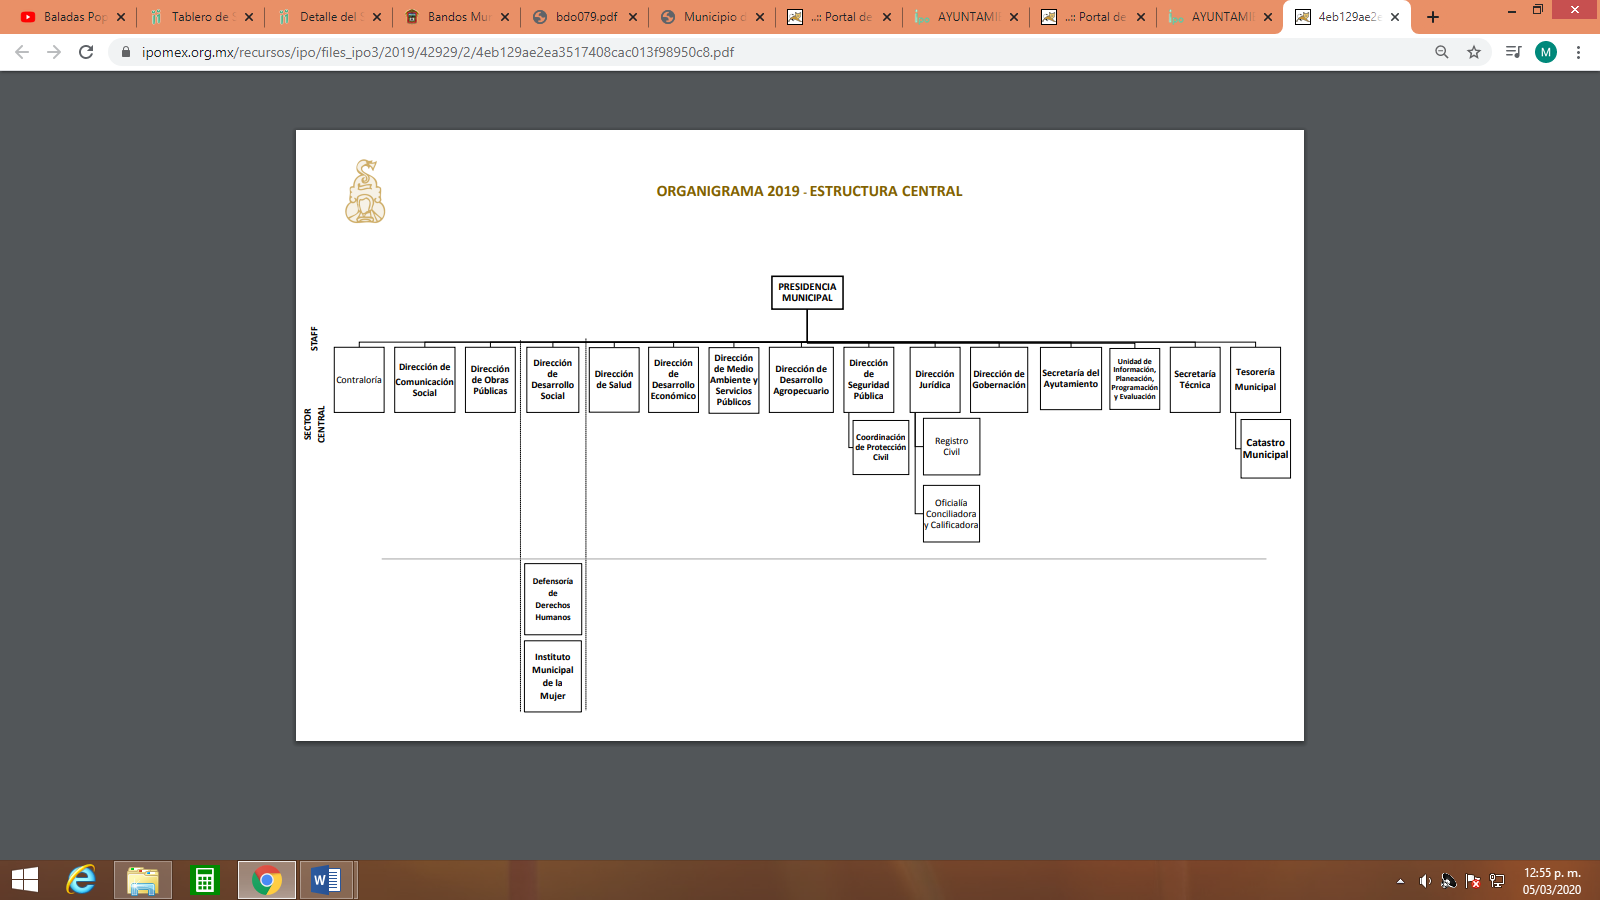 Baladas Pop
Tablero de S
Detalle del S
Bandos Mun
bdo079.pdf
Municipio d
..:: Portal de
AYUNTAMI
..:: Portal de
AYUNTAMI
4eb129ae2e
ipomex.org.mx/recursos/ipo/files_ipo3/2019/42929/2/4eb129ae2ea3517408cac013f98950c8.pdf
M
ORGANIGRAMA 2019 - ESTRUCTURA CENTRAL
PRESIDENCIA
MUNICIPAL
STAFF
SECTOR
CENTRAL
Contraloría
Dirección de
Comunicación
Social
Dirección
de Obras
Públicas
Dirección
de
Desarrollo
Social
Dirección
de Salud
Dirección
de
Desarrollo
Económico
Dirección
de Medio
Ambiente y
Servicios
Públicos
Dirección de
Desarrollo
Agropecuario
Dirección
de
Seguridad
Pública
Dirección
Jurídica
Dirección de
Gobernación
Secretaría del
Ayutamiento
Unidad de
Información,
Planeación,
Programación
y Evaluación
Secretaría
Técnica
Tesorería
Municipal
Coordinación
de Protección
Civil
Registro
Civil
Oficialía
Conciliadora
y Calificadora
Catastro
Municipal
Defensoría
de
Derechos
Humanos
Instituto
Municipal
de la
Mujer
12:55 p. m.
05/03/2020